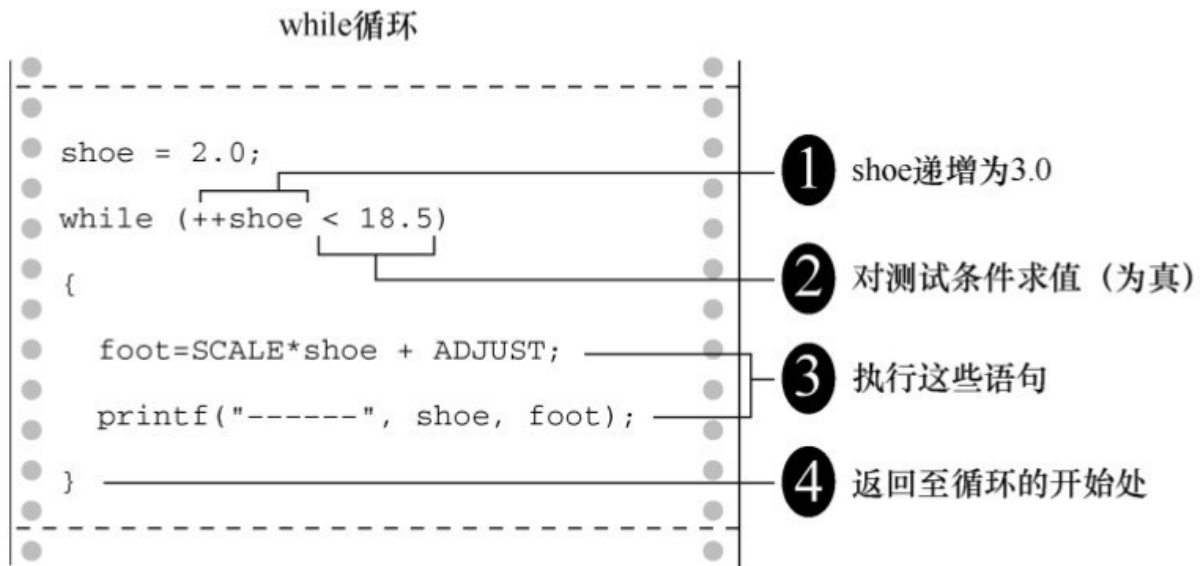 while循环
shoe = 2.0;
while (++shoe < 18.5)
{
foot=SCALE*shoe + ADJUST;
printf("------", shoe, foot);
}
1 shoe递增为3.0
2 对测试条件求值（为真）
3 执行这些语句
4 返回至循环的开始处